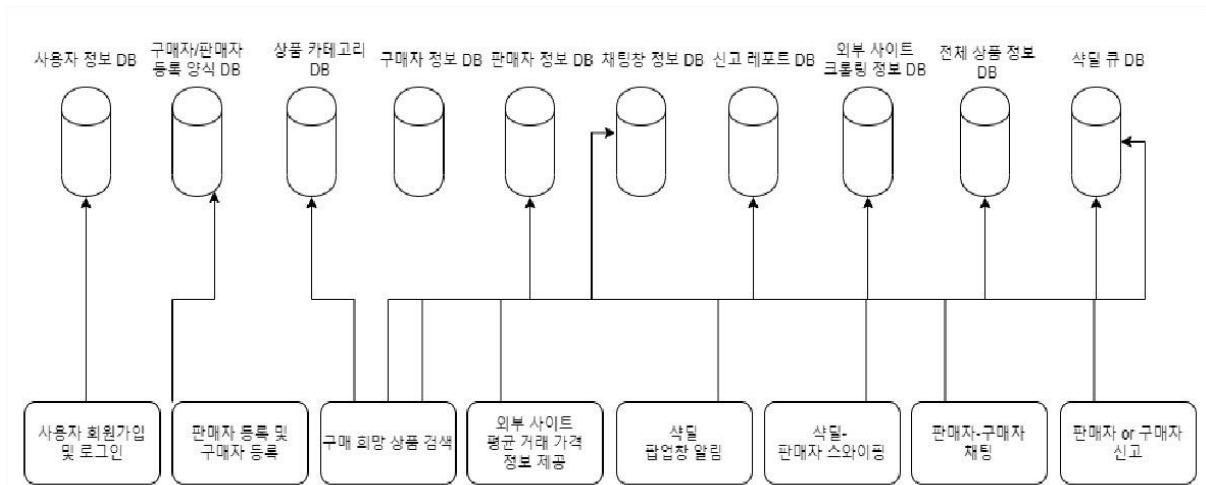 사용자 정보 DB
구매자/판매자
등록 양식 DB
상품 카테고리
DB
구매자 정보 DB
판매자 정보 DB
채팅창 정보 DB
신고 레포트 DB
외부 사이트
크롤링 정보 DB
전체 상품 정보
DB
샥딜 큐 DB
사용자 회원가입
및 로그인
판매자 등록 및
구매자 등록
구매 희망 상품 검색
외부 사이트
평균 거래 가격
정보 제공
샥딜
팝업창 알림
샥딜-
판매자 스와이핑
판매자-구매자
채팅
판매자 or 구매자
신고